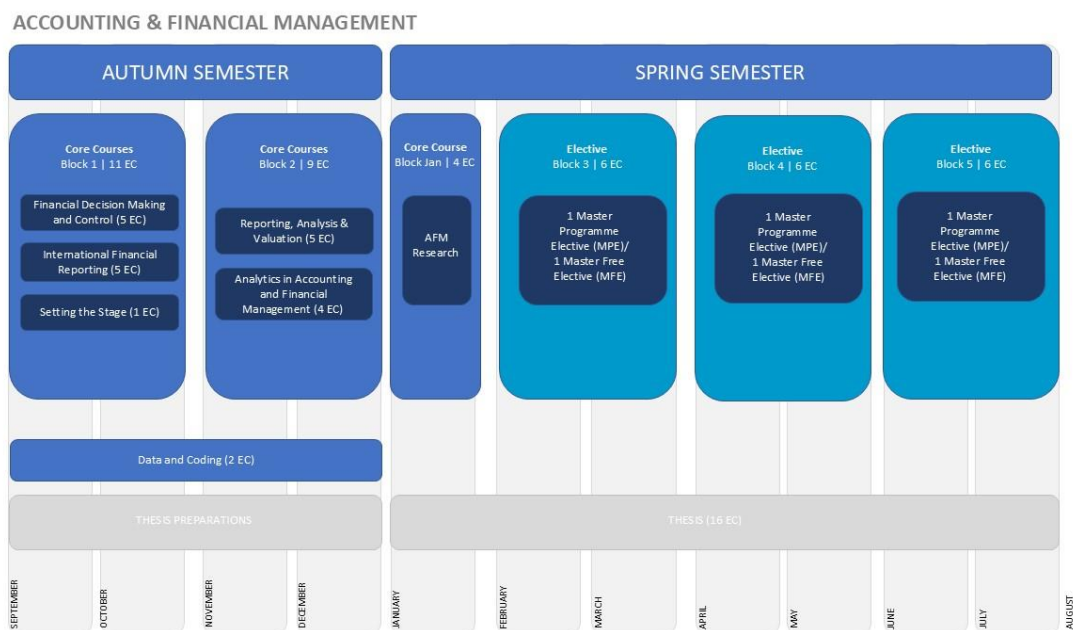 ACCOUNTING & FINANCIAL MANAGEMENT
AUTUMN SEMESTER
SPRING SEMESTER
Core Courses
Block 1 | 11 EC
Financial Decision Making
and Control (5 EC)
International Financial
Reporting (5 EC)
Setting the Stage (1 EC)
Core Courses
Block 2 | 9 EC
Reporting, Analysis &
Valuation (5 EC)
Analytics in Accounting
and Financial
Management (4 EC)
Core Course
Block Jan | 4 EC
AFM
Research
Elective
Block 3 | 6 EC
1 Master
Programme
Elective (MPE)/
1 Master Free
Elective (MFE)
Elective
Block 4 | 6 EC
1 Master
Programme
Elective (MPE)/
1 Master Free
Elective (MFE)
Elective
Block 5 | 6 EC
1 Master
Programme
Elective (MPE)/
1 Master Free
Elective (MFE)
Data and Coding (2 EC)
THESIS PREPARATIONS
THESIS (16 EC)
SEPTEMBER
OCTOBER
NOVEMBER
DECEMBER
JANUARY
FEBRUARY
MARCH
APRIL
MAY
JUNE
JULY
AUGUST